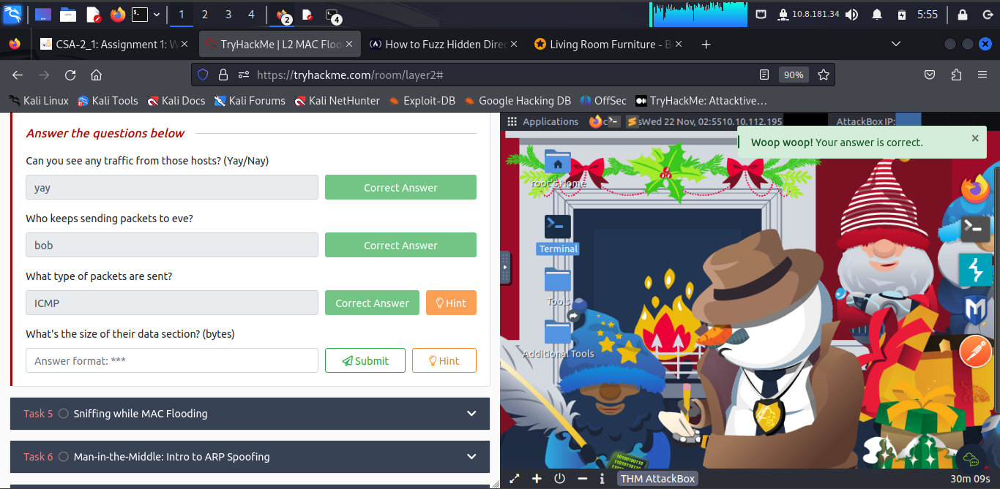 1 2 3 4 2 4 10.8.181.34 5:55
CSA-2_1: Assignment 1: W TryHackMe | L2 MAC Floo How to Fuzz Hidden Direc Living Room Furniture - B
https://tryhackme.com/room/layer2# 90%
Kali Linux Kali Tools Kali Docs Kali Forums Kali NetHunter Exploit-DB Google Hacking DB OffSec TryHackMe: Attacktive…
Applications Wed 22 Nov, 02:55 10.10.112.195 AttackBox IP:
Woop woop! Your answer is correct.
Answer the questions below
Can you see any traffic from those hosts? (Yay/Nay)
yay Correct Answer
Who keeps sending packets to eve?
bob Correct Answer
What type of packets are sent?
ICMP Correct Answer Hint
What's the size of their data section? (bytes)
Answer format: *** Submit Hint
Task 5 Sniffing while MAC Flooding
Task 6 Man-in-the-Middle: Intro to ARP Spoofing
root's Home
Terminal
Tools
Additional Tools
THM AttackBox 30m 09s